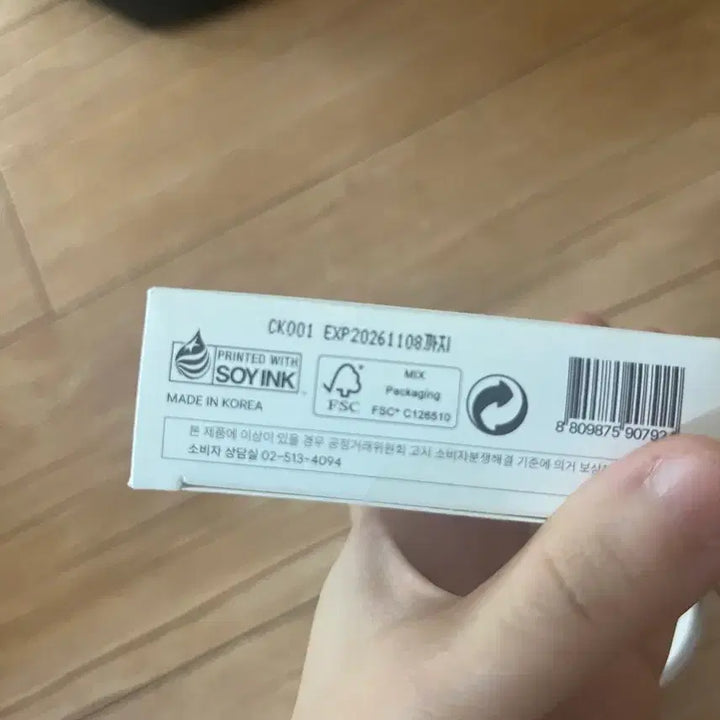 CK001 EXP20261108까지
PRINTED WITH
SOY INK
MADE IN KOREA
FSC
MIX
Packaging
FSC® C126510
8 809875 90792
본 제품에 이상이 있을 경우 공정거래위원회 고시 소비자분쟁해결 기준에 의거 보상
소비자 상담실 02-513-4094